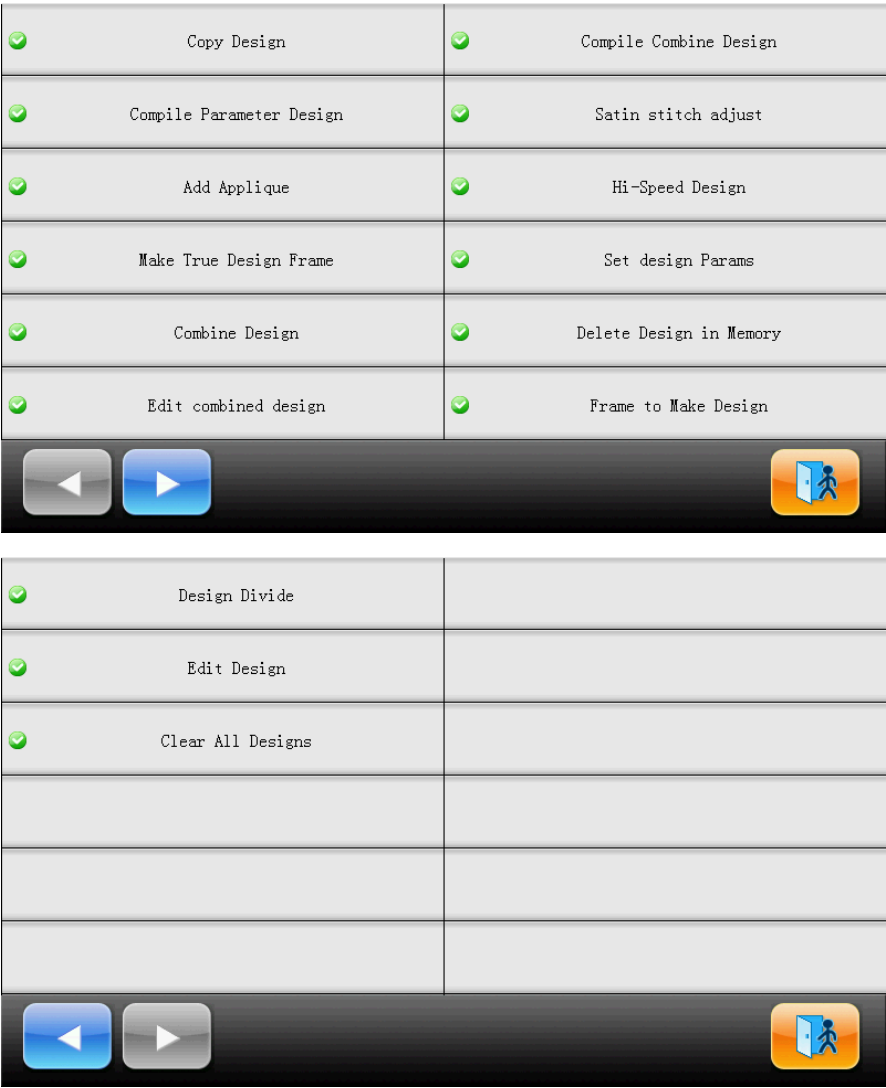 Copy Design
Compile Combine Design
Compile Parameter Design
Satin stitch adjust
Add Applique
Hi-Speed Design
Make True Design Frame
Set design Params
Combine Design
Delete Design in Memory
Edit combined design
Frame to Make Design
Design Divide
Edit Design
Clear All Designs